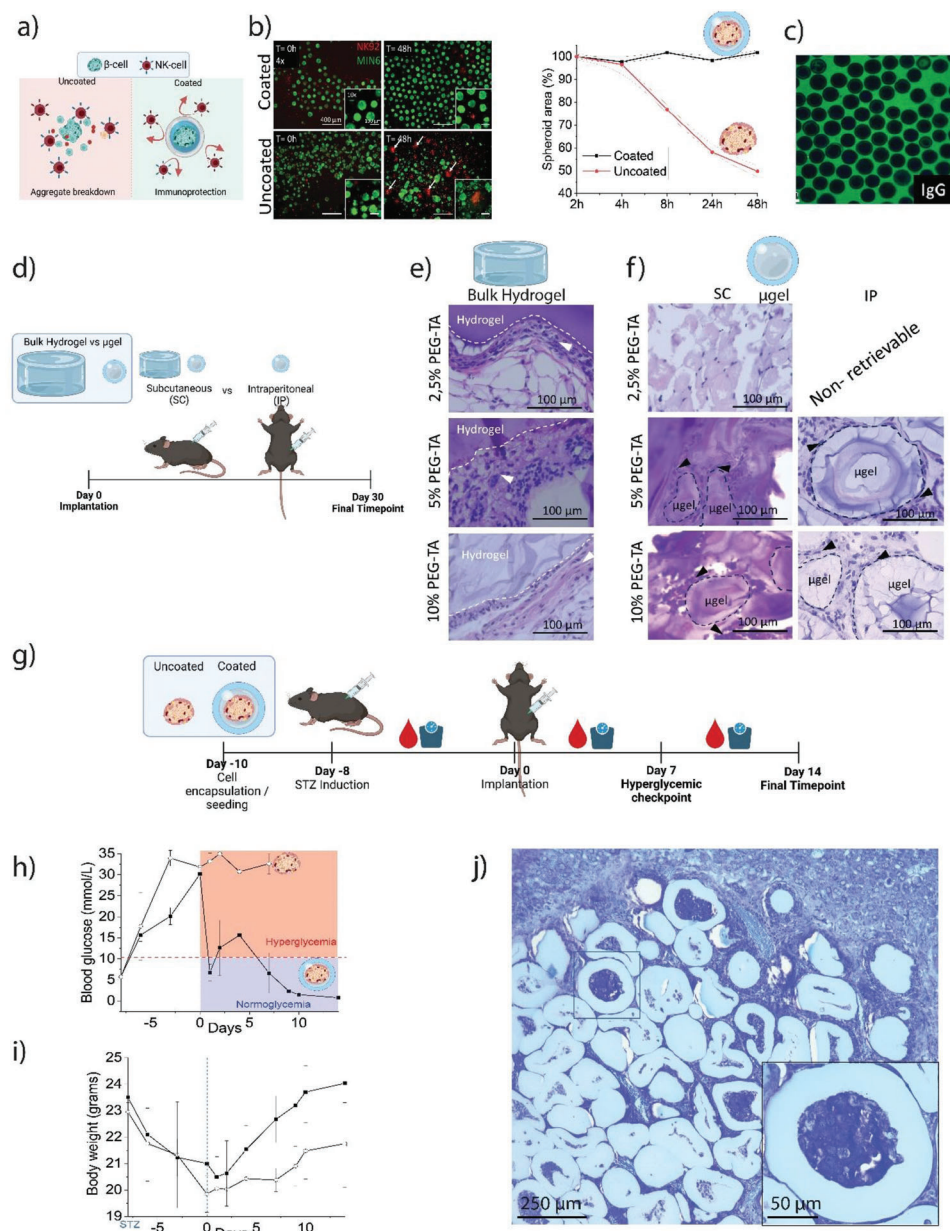 a)
β-cell
NK-cell
Uncoated
Coated
Aggregate breakdown
Immunoprotection
b)
Coated
Uncoated
T= 0h
4x
10x
400 µm
T= 48h
NK92
MIN6
T=0h
T= 48h
Spheroid area (%)
100
90
80
70
60
50
40
2h
4h
8h
24h
48h
Coated
Uncoated
c)
IgG
d)
Bulk Hydrogel vs µgel
Subcutaneous
(SC)
vs
Intraperitoneal
(IP)
Day 0
Implantation
Day 30
Final Timepoint
e)
Bulk Hydrogel
2,5% PEG-TA
Hydrogel
100 µm
5% PEG-TA
Hydrogel
100 µm
10% PEG-TA
Hydrogel
100 µm
f)
SC
µgel
IP
2,5% PEG-TA
100 µm
Non- retrievable
5% PEG-TA
µgel
µgel
100 µm
µgel
100 µm
10% PEG-TA
µgel
100 µm
µgel
µgel
100 µm
g)
Uncoated
Coated
Day -10
Cell
encapsulation /
seeding
Day -8
STZ Induction
Day 0
Implantation
Day 7
Hyperglycemic
checkpoint
Day 14
Final Timepoint
h)
Blood glucose (mmol/L)
35
30
25
20
15
10
5
0
Hyperglycemia
Normoglycemia
-5
0
Days
5
10
i)
Body weight (grams)
25
24
23
22
21
20
19
STZ
-5
0
Days
5
10
j)
250 µm
50 µm